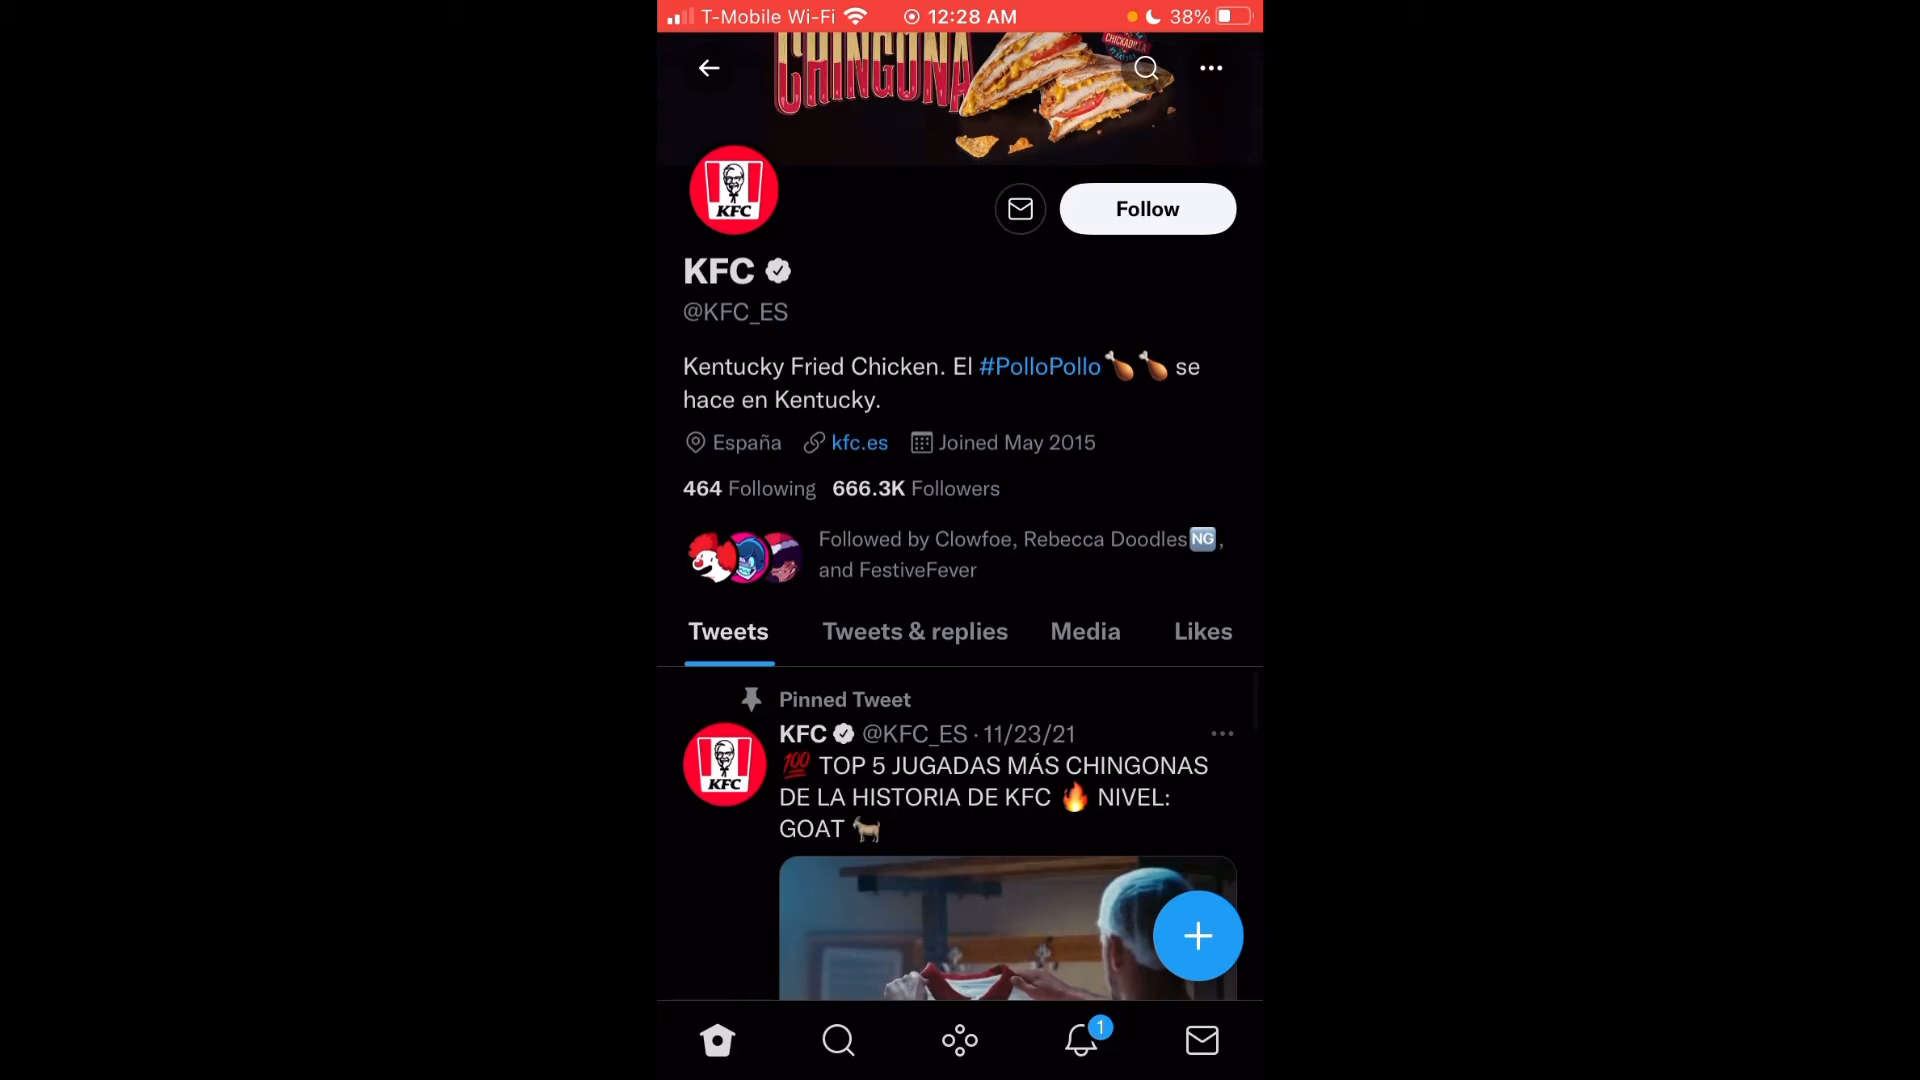 T-Mobile Wi-Fi 12:28 AM 38%
CHINGONA
CHICKADILLA
KFC
Follow
KFC
@KFC_ES
Kentucky Fried Chicken. El #PolloPollo🍗🍗 se
hace en Kentucky.
España kfc.es Joined May 2015
464 Following 666.3K Followers
Followed by Clowfoe, Rebecca Doodles🆖,
and FestiveFever
Tweets Tweets & replies Media Likes
Pinned Tweet
KFC @KFC_ES · 11/23/21
KFC
💯 TOP 5 JUGADAS MÁS CHINGONAS
DE LA HISTORIA DE KFC 🔥 NIVEL:
GOAT 🐐
1